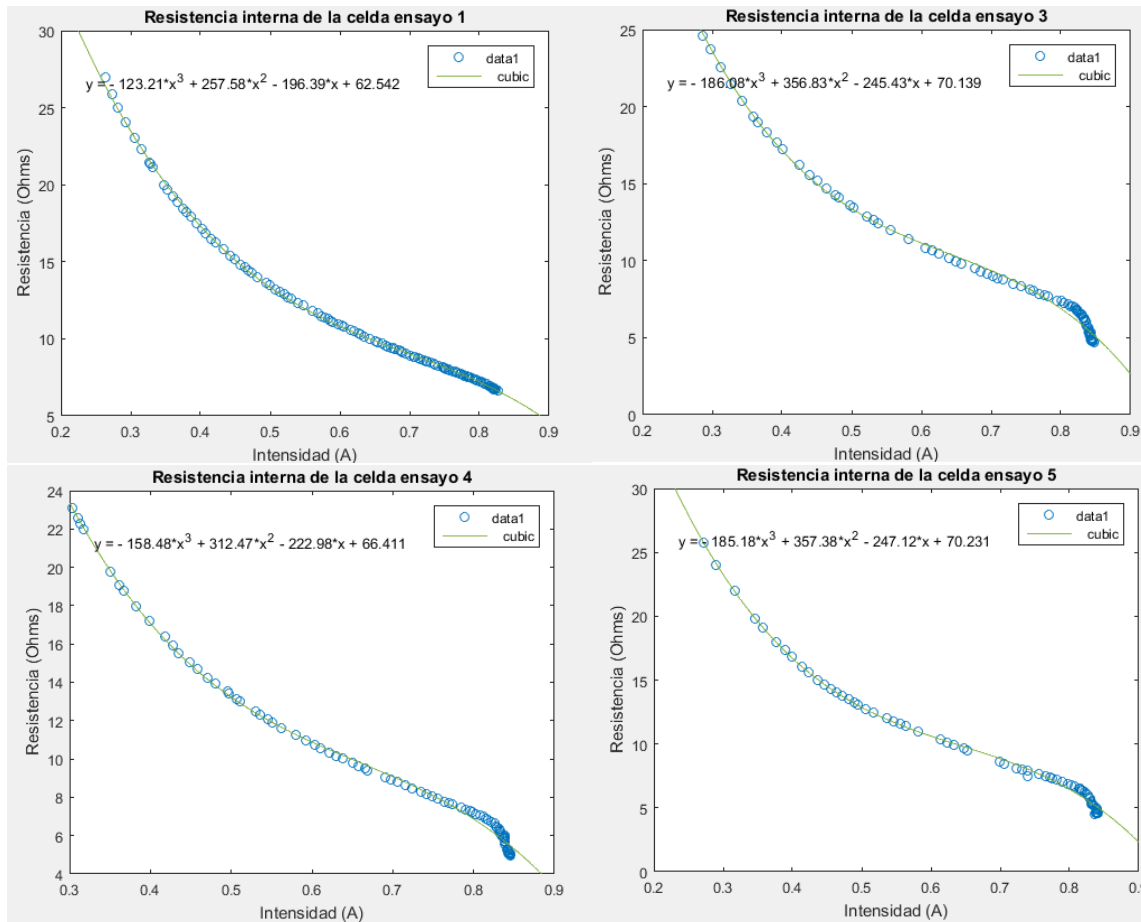 Resistencia interna de la celda ensayo 1
30
25
20
15
10
5
Resistencia (Ohms)
data1
cubic
y = - 123.21*x^3 + 257.58*x^2 - 196.39*x + 62.542
0.2 0.3 0.4 0.5 0.6 0.7 0.8 0.9
Intensidad (A)
Resistencia interna de la celda ensayo 3
25
20
15
10
5
0
Resistencia (Ohms)
data1
cubic
y = - 186.08*x^3 + 356.83*x^2 - 245.43*x + 70.139
0.2 0.3 0.4 0.5 0.6 0.7 0.8 0.9
Intensidad (A)
Resistencia interna de la celda ensayo 4
24
22
20
18
16
14
12
10
8
6
4
Resistencia (Ohms)
data1
cubic
y = - 158.48*x^3 + 312.47*x^2 - 222.98*x + 66.411
0.3 0.4 0.5 0.6 0.7 0.8 0.9
Intensidad (A)
Resistencia interna de la celda ensayo 5
30
25
20
15
10
5
0
Resistencia (Ohms)
data1
cubic
y = - 185.18*x^3 + 357.38*x^2 - 247.12*x + 70.231
0.2 0.3 0.4 0.5 0.6 0.7 0.8 0.9
Intensidad (A)